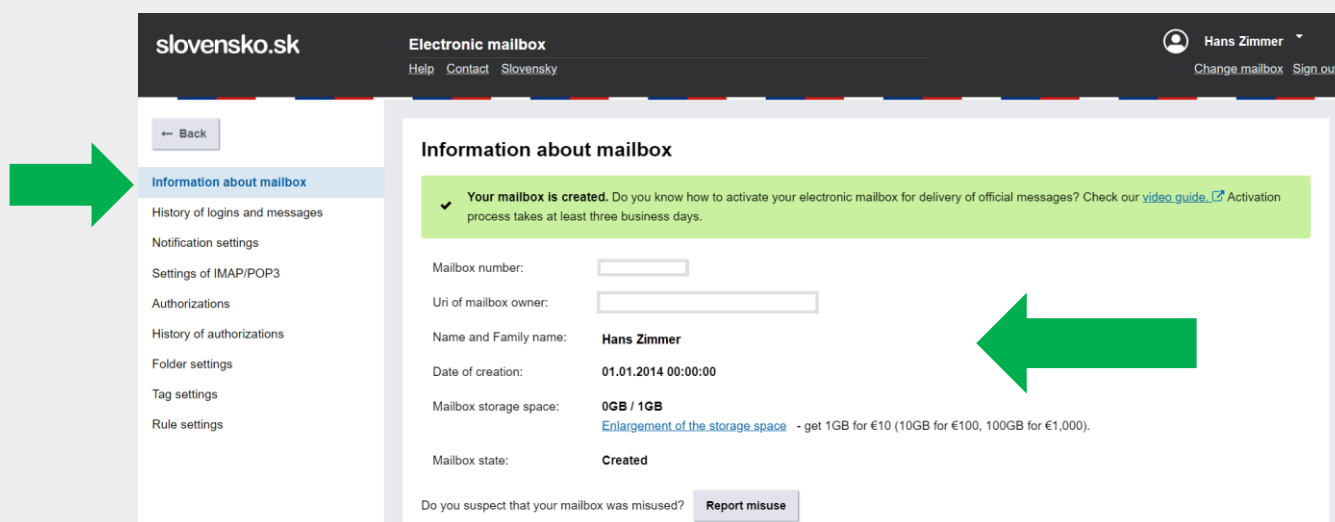 slovensko.sk
Electronic mailbox
Help Contact Slovensky
Hans Zimmer
Change mailbox Sign out
← Back
Information about mailbox
History of logins and messages
Notification settings
Settings of IMAP/POP3
Authorizations
History of authorizations
Folder settings
Tag settings
Rule settings
Information about mailbox
Your mailbox is created. Do you know how to activate your electronic mailbox for delivery of official messages? Check our video guide. Activation
process takes at least three business days.
Mailbox number:
Uri of mailbox owner:
Name and Family name: Hans Zimmer
Date of creation: 01.01.2014 00:00:00
Mailbox storage space: 0GB / 1GB
Enlargement of the storage space - get 1GB for €10 (10GB for €100, 100GB for €1,000).
Mailbox state: Created
Do you suspect that your mailbox was misused? Report misuse